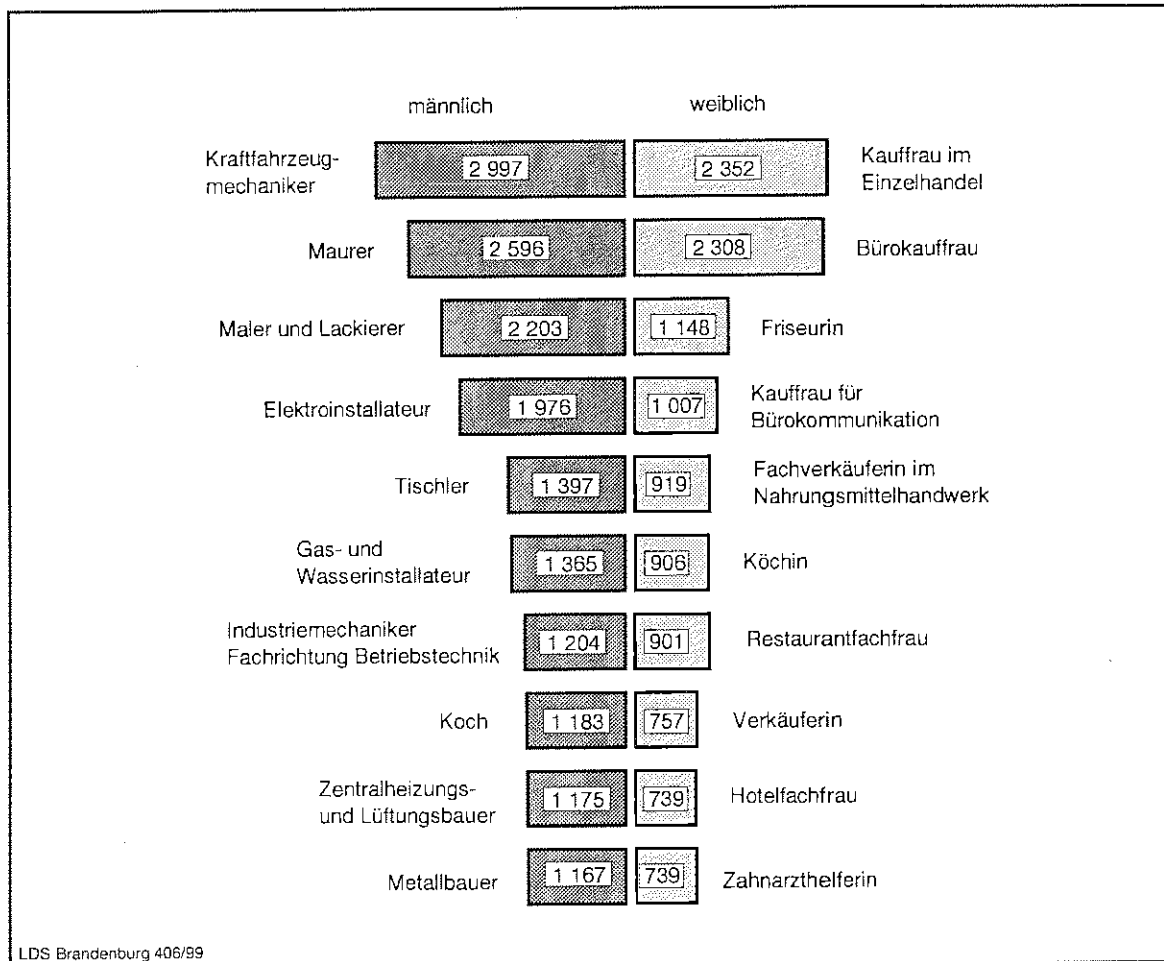 männlich
weiblich
Kraftfahrzeug-
mechaniker
2 997
2 352
Kauffrau im
Einzelhandel
Maurer
2 596
2 308
Bürokauffrau
Maler und Lackierer
2 203
1 148
Friseurin
Elektroinstallateur
1 976
1 007
Kauffrau für
Bürokommunikation
Tischler
1 397
919
Fachverkäuferin im
Nahrungsmittelhandwerk
Gas- und
Wasserinstallateur
1 365
906
Köchin
Industriemechaniker
Fachrichtung Betriebstechnik
1 204
901
Restaurantfachfrau
Koch
1 183
757
Verkäuferin
Zentralheizungs-
und Lüftungsbauer
1 175
739
Hotelfachfrau
Metallbauer
1 167
739
Zahnarzthelferin
LDS Brandenburg 406/99